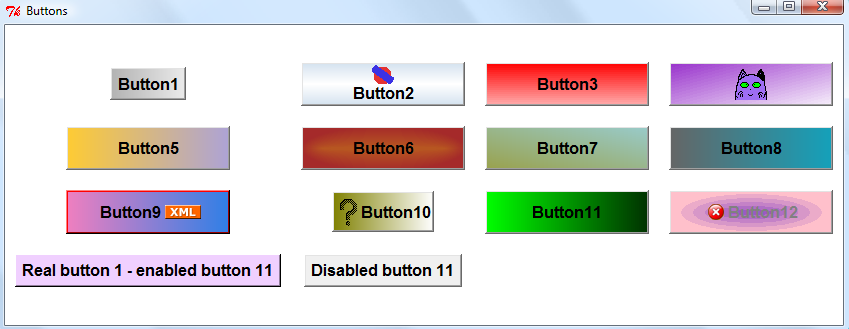 Buttons
Button1
Button2
Button3
Button5
Button6
Button7
Button8
Button9 XML
?Button10
Button11
Button12
Real button 1 - enabled button 11
Disabled button 11